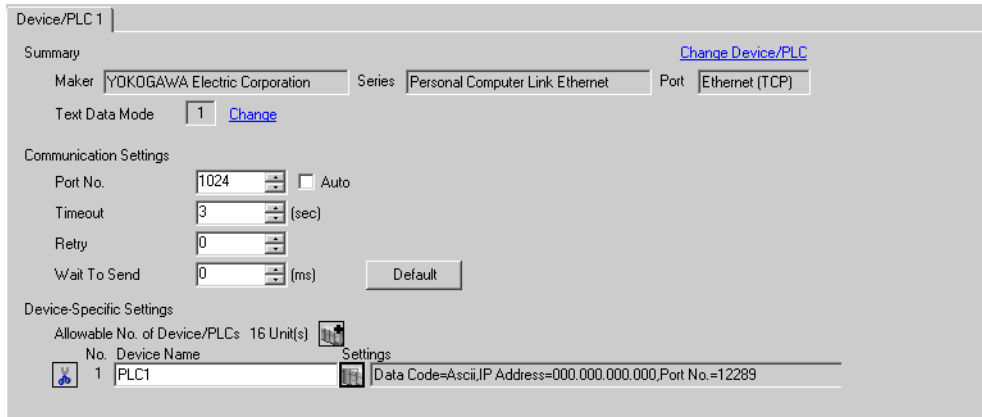 Device/PLC 1
Summary Change Device/PLC
Maker YOKOGAWA Electric Corporation Series Personal Computer Link Ethernet Port Ethernet (TCP)
Text Data Mode 1 Change
Communication Settings
Port No. 1024 Auto
Timeout 3 (sec)
Retry 0
Wait To Send 0 (ms) Default
Device-Specific Settings
Allowable No. of Device/PLCs 16 Unit(s)
No. Device Name Settings
1 PLC1 Data Code=Ascii,IP Address=000.000.000.000,Port No.=12289